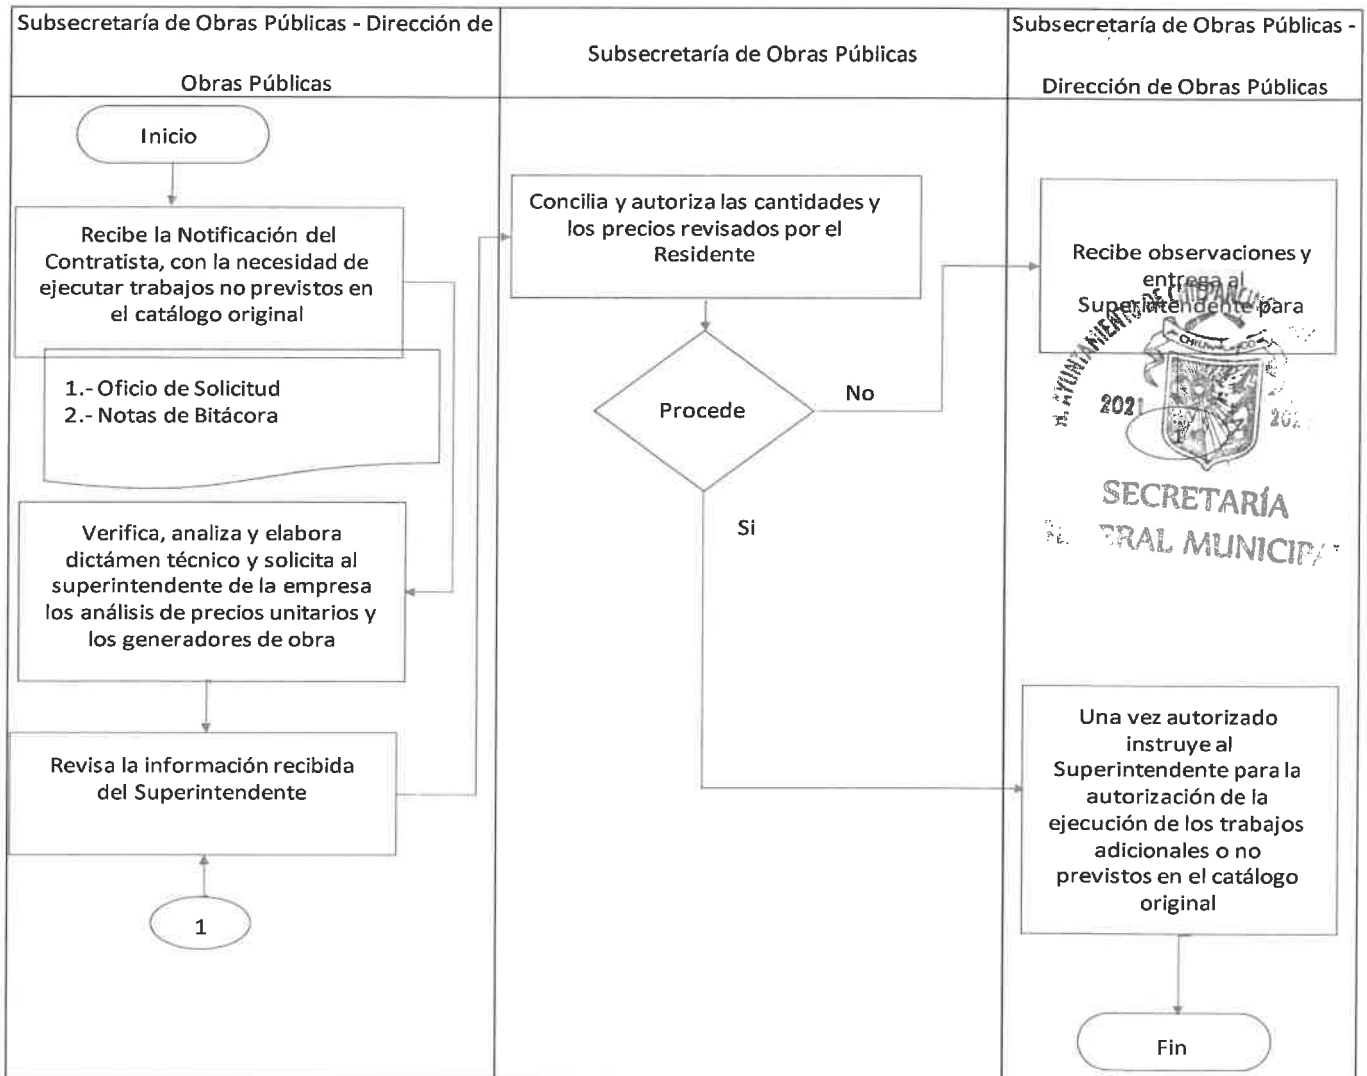 Subsecretaría de Obras Públicas - Dirección de
Obras Públicas
Subsecretaría de Obras Públicas
Subsecretaría de Obras Públicas -
Dirección de Obras Públicas
Inicio
Recibe la Notificación del
Contratista, con la necesidad de
ejecutar trabajos no previstos en
el catálogo original
1.- Oficio de Solicitud
2.- Notas de Bitácora
Verifica, analiza y elabora
dictámen técnico y solicita al
superintendente de la empresa
los análisis de precios unitarios y
los generadores de obra
Revisa la información recibida
del Superintendente
1
Concilia y autoriza las cantidades y
los precios revisados por el
Residente
Procede
No
Si
Recibe observaciones y
entrega al
Superintendente para
AYUNTAMIENTO DE
2021
1
SECRETARÍA
Una vez autorizado
instruye al
Superintendente para la
autorización de la
ejecución de los trabajos
adicionales o no
previstos en el catálogo
original
Fin